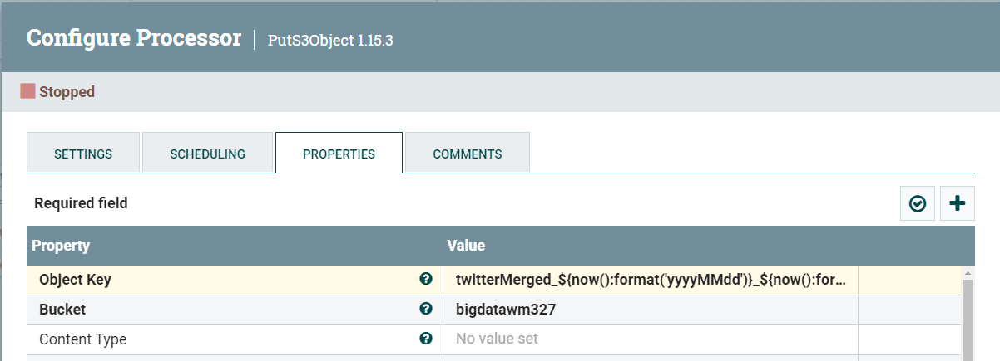 Configure Processor | PutS3Object 1.15.3
Stopped
SETTINGS SCHEDULING PROPERTIES COMMENTS
Required field
Property Value
Object Key twitterMerged_${now():format('yyyyMMdd')}_${now():for...
Bucket bigdatawm327
Content Type No value set